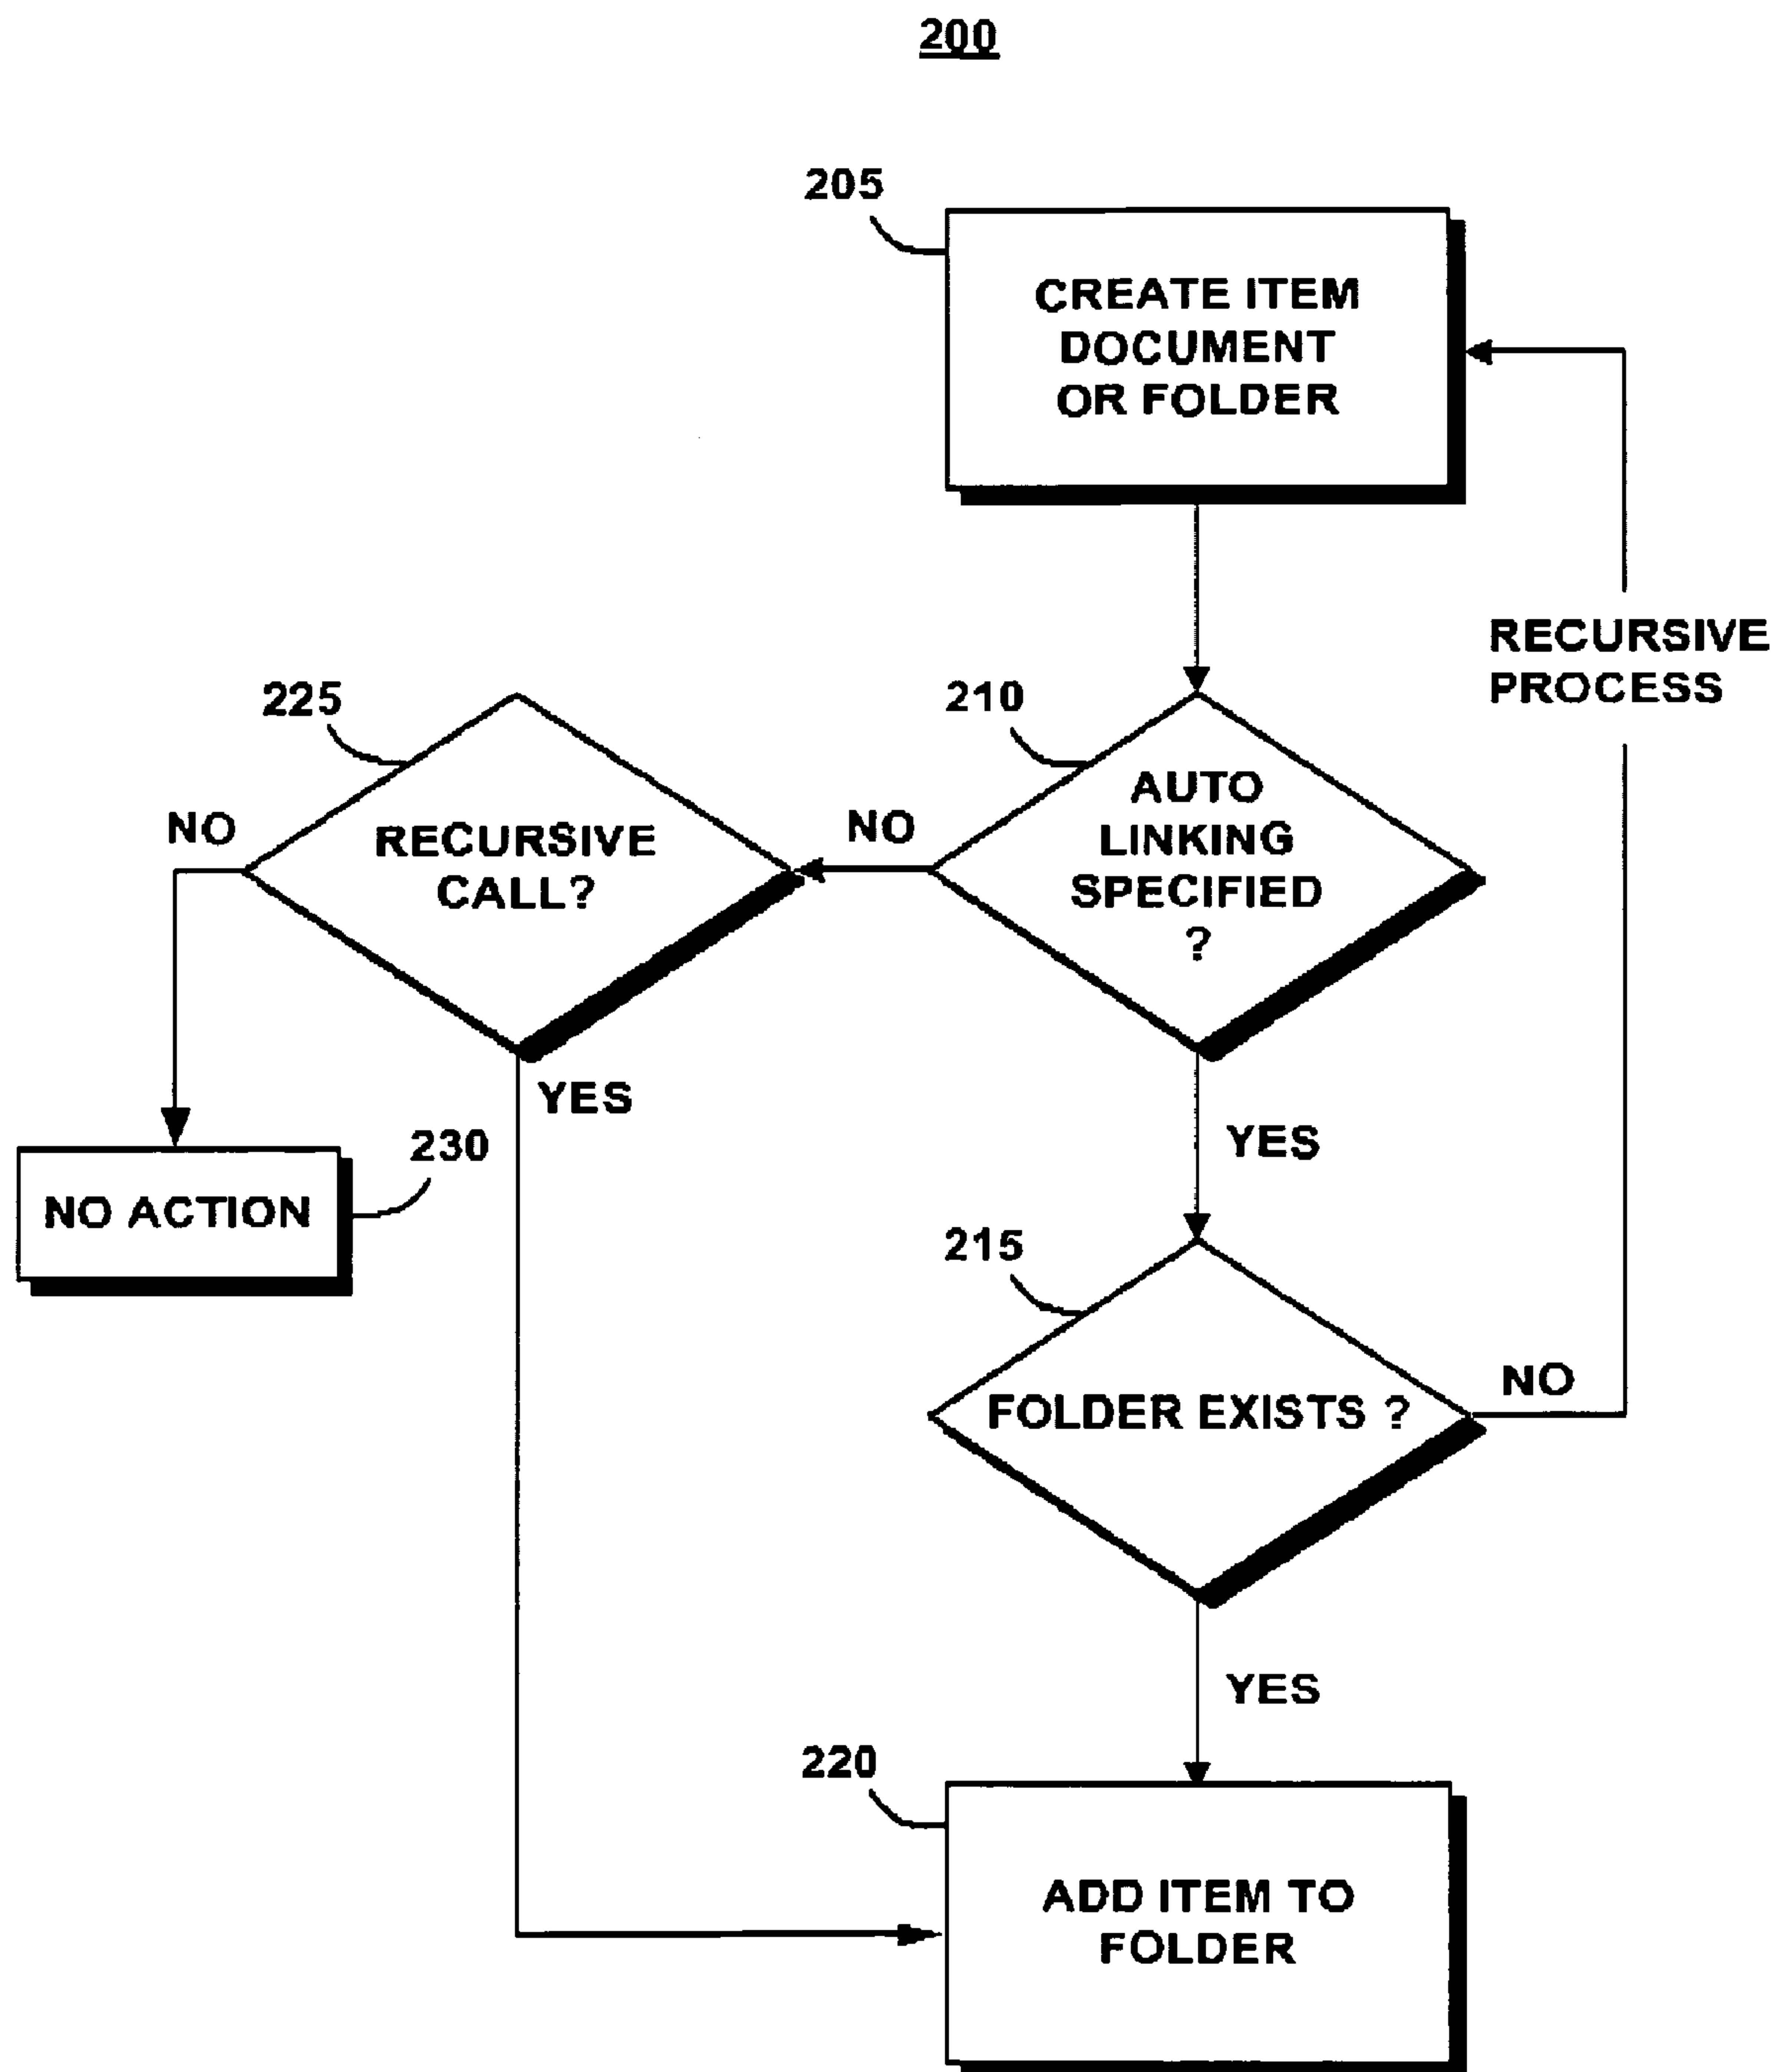 200
205
CREATE ITEM
DOCUMENT
OR FOLDER
RECURSIVE
PROCESS
225
210
NO
RECURSIVE
CALL?
NO
AUTO
LINKING
SPECIFIED
?
YES
230
NO ACTION
YES
215
FOLDER EXISTS ?
NO
YES
220
ADD ITEM TO
FOLDER